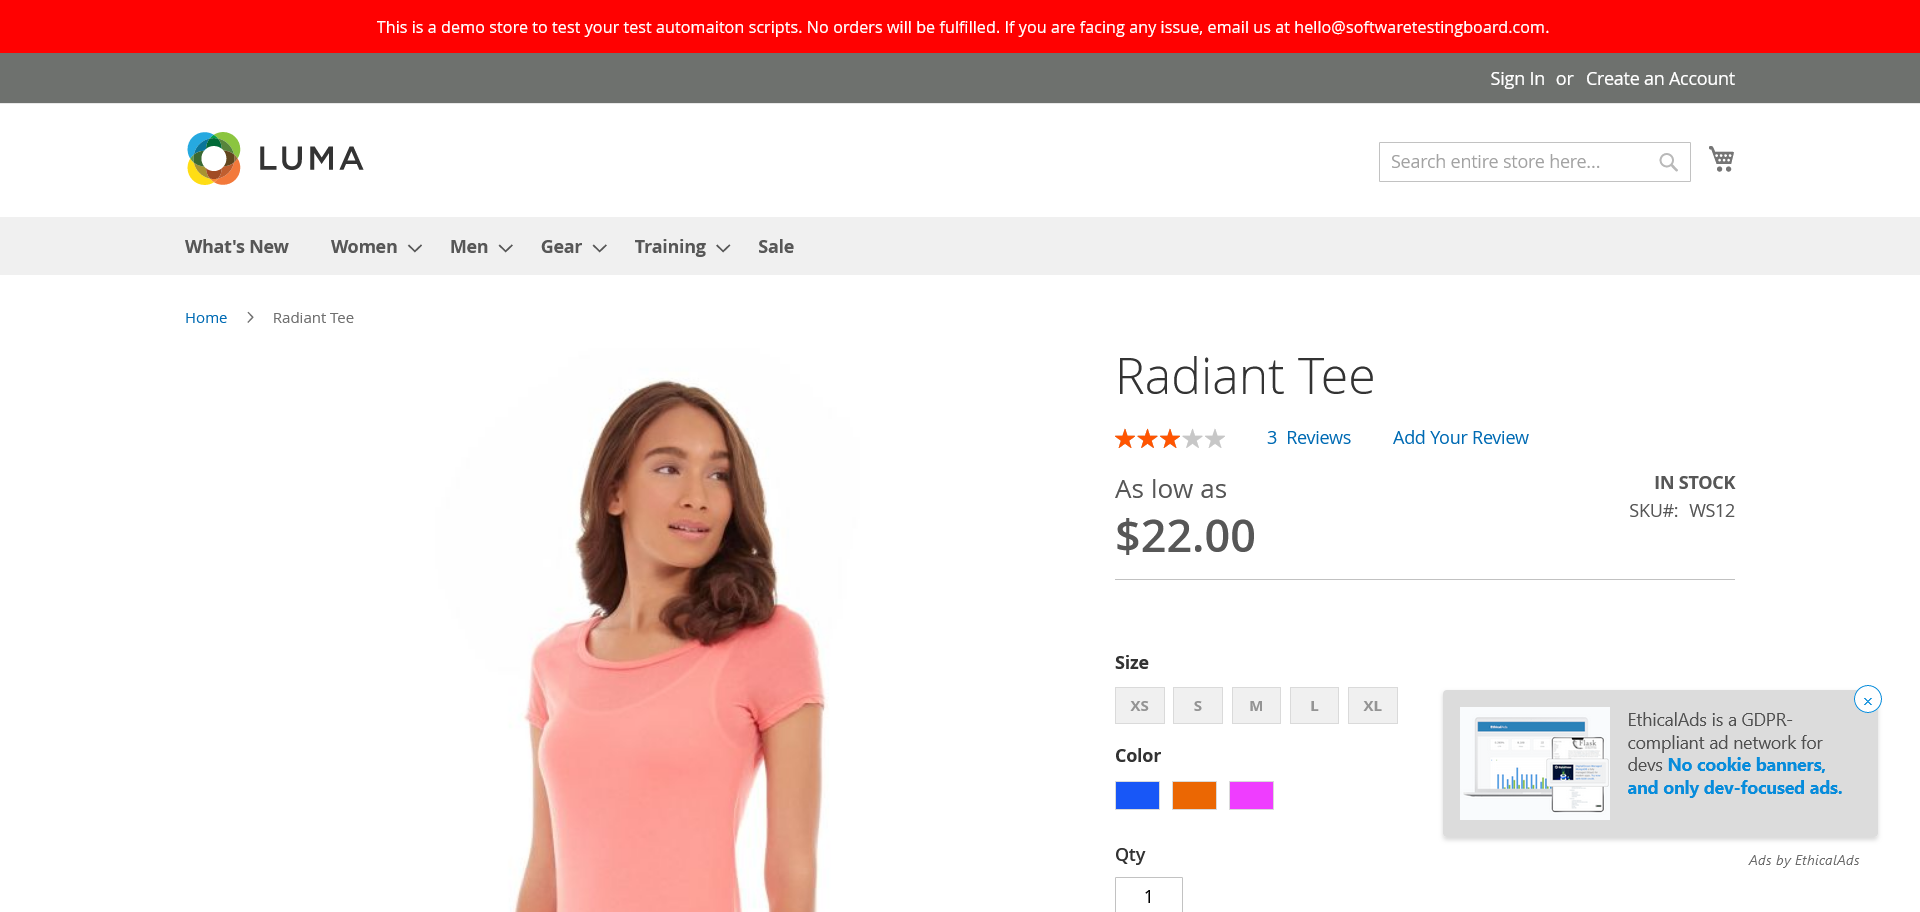 This is a demo store to test your test automaiton scripts. No orders will be fulfilled. If you are facing any issue, email us at hello@softwaretestingboard.com.
Sign In or Create an Account
LUMA
Search entire store here...
What's New Women Men Gear Training Sale
Home Radiant Tee
Radiant Tee
3 Reviews Add Your Review
As low as
$22.00
IN STOCK
SKU#: WS12
Size
XS S M L XL
Color
Qty
1
EthicalAds is a GDPR-
compliant ad network for
devs No cookie banners,
and only dev-focused ads.
Ads by EthicalAds